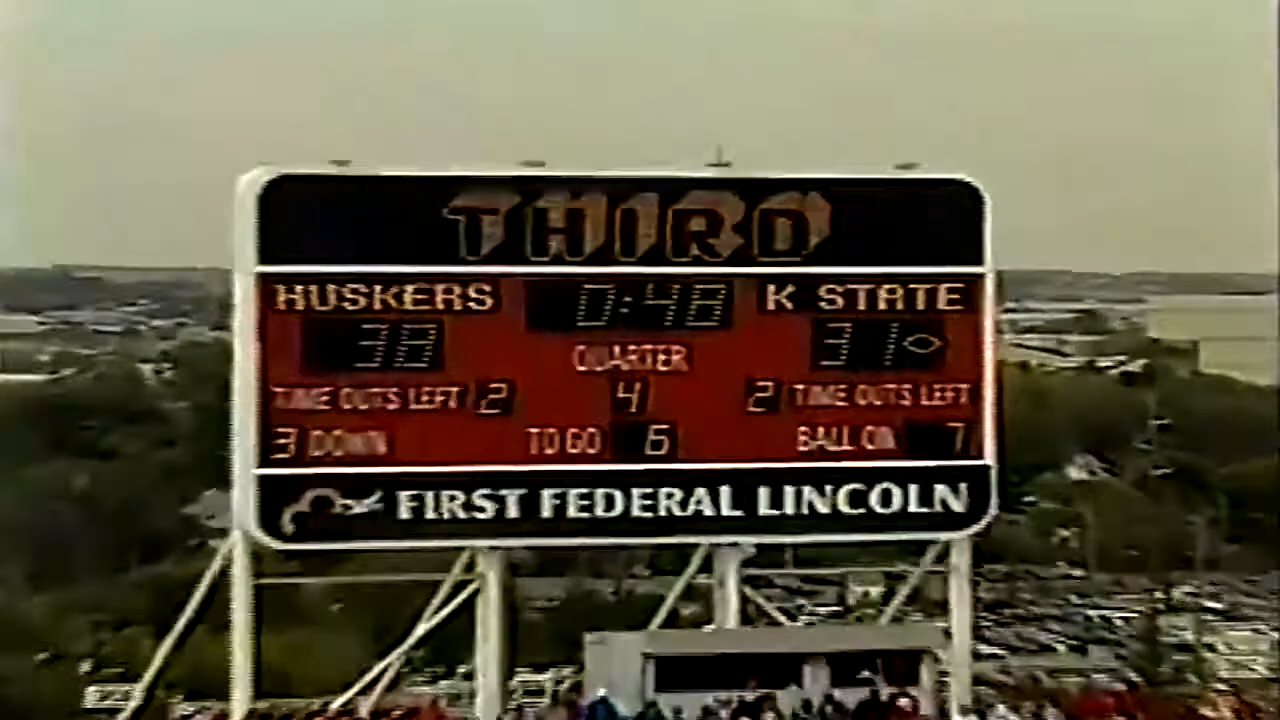 THIRD
HUSKERS 0:48 K STATE
38 QUARTER 31
TIME OUTS LEFT 2 4 2 TIME OUTS LEFT
3 DOWN TO GO 6 BALL ON 7
FIRST FEDERAL LINCOLN